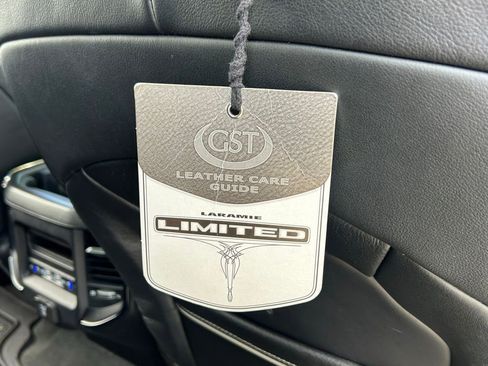 GST
LEATHER CARE
GUIDE
LARAMIE
LIMITED